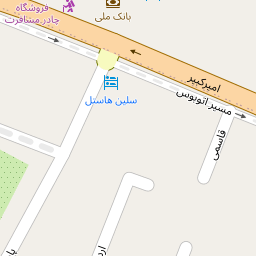 فروشگاه
چادر مسافرت
بانک ملی
امیرکبیر
مسیر اتوبوس
سلین هاستل
قاسمی